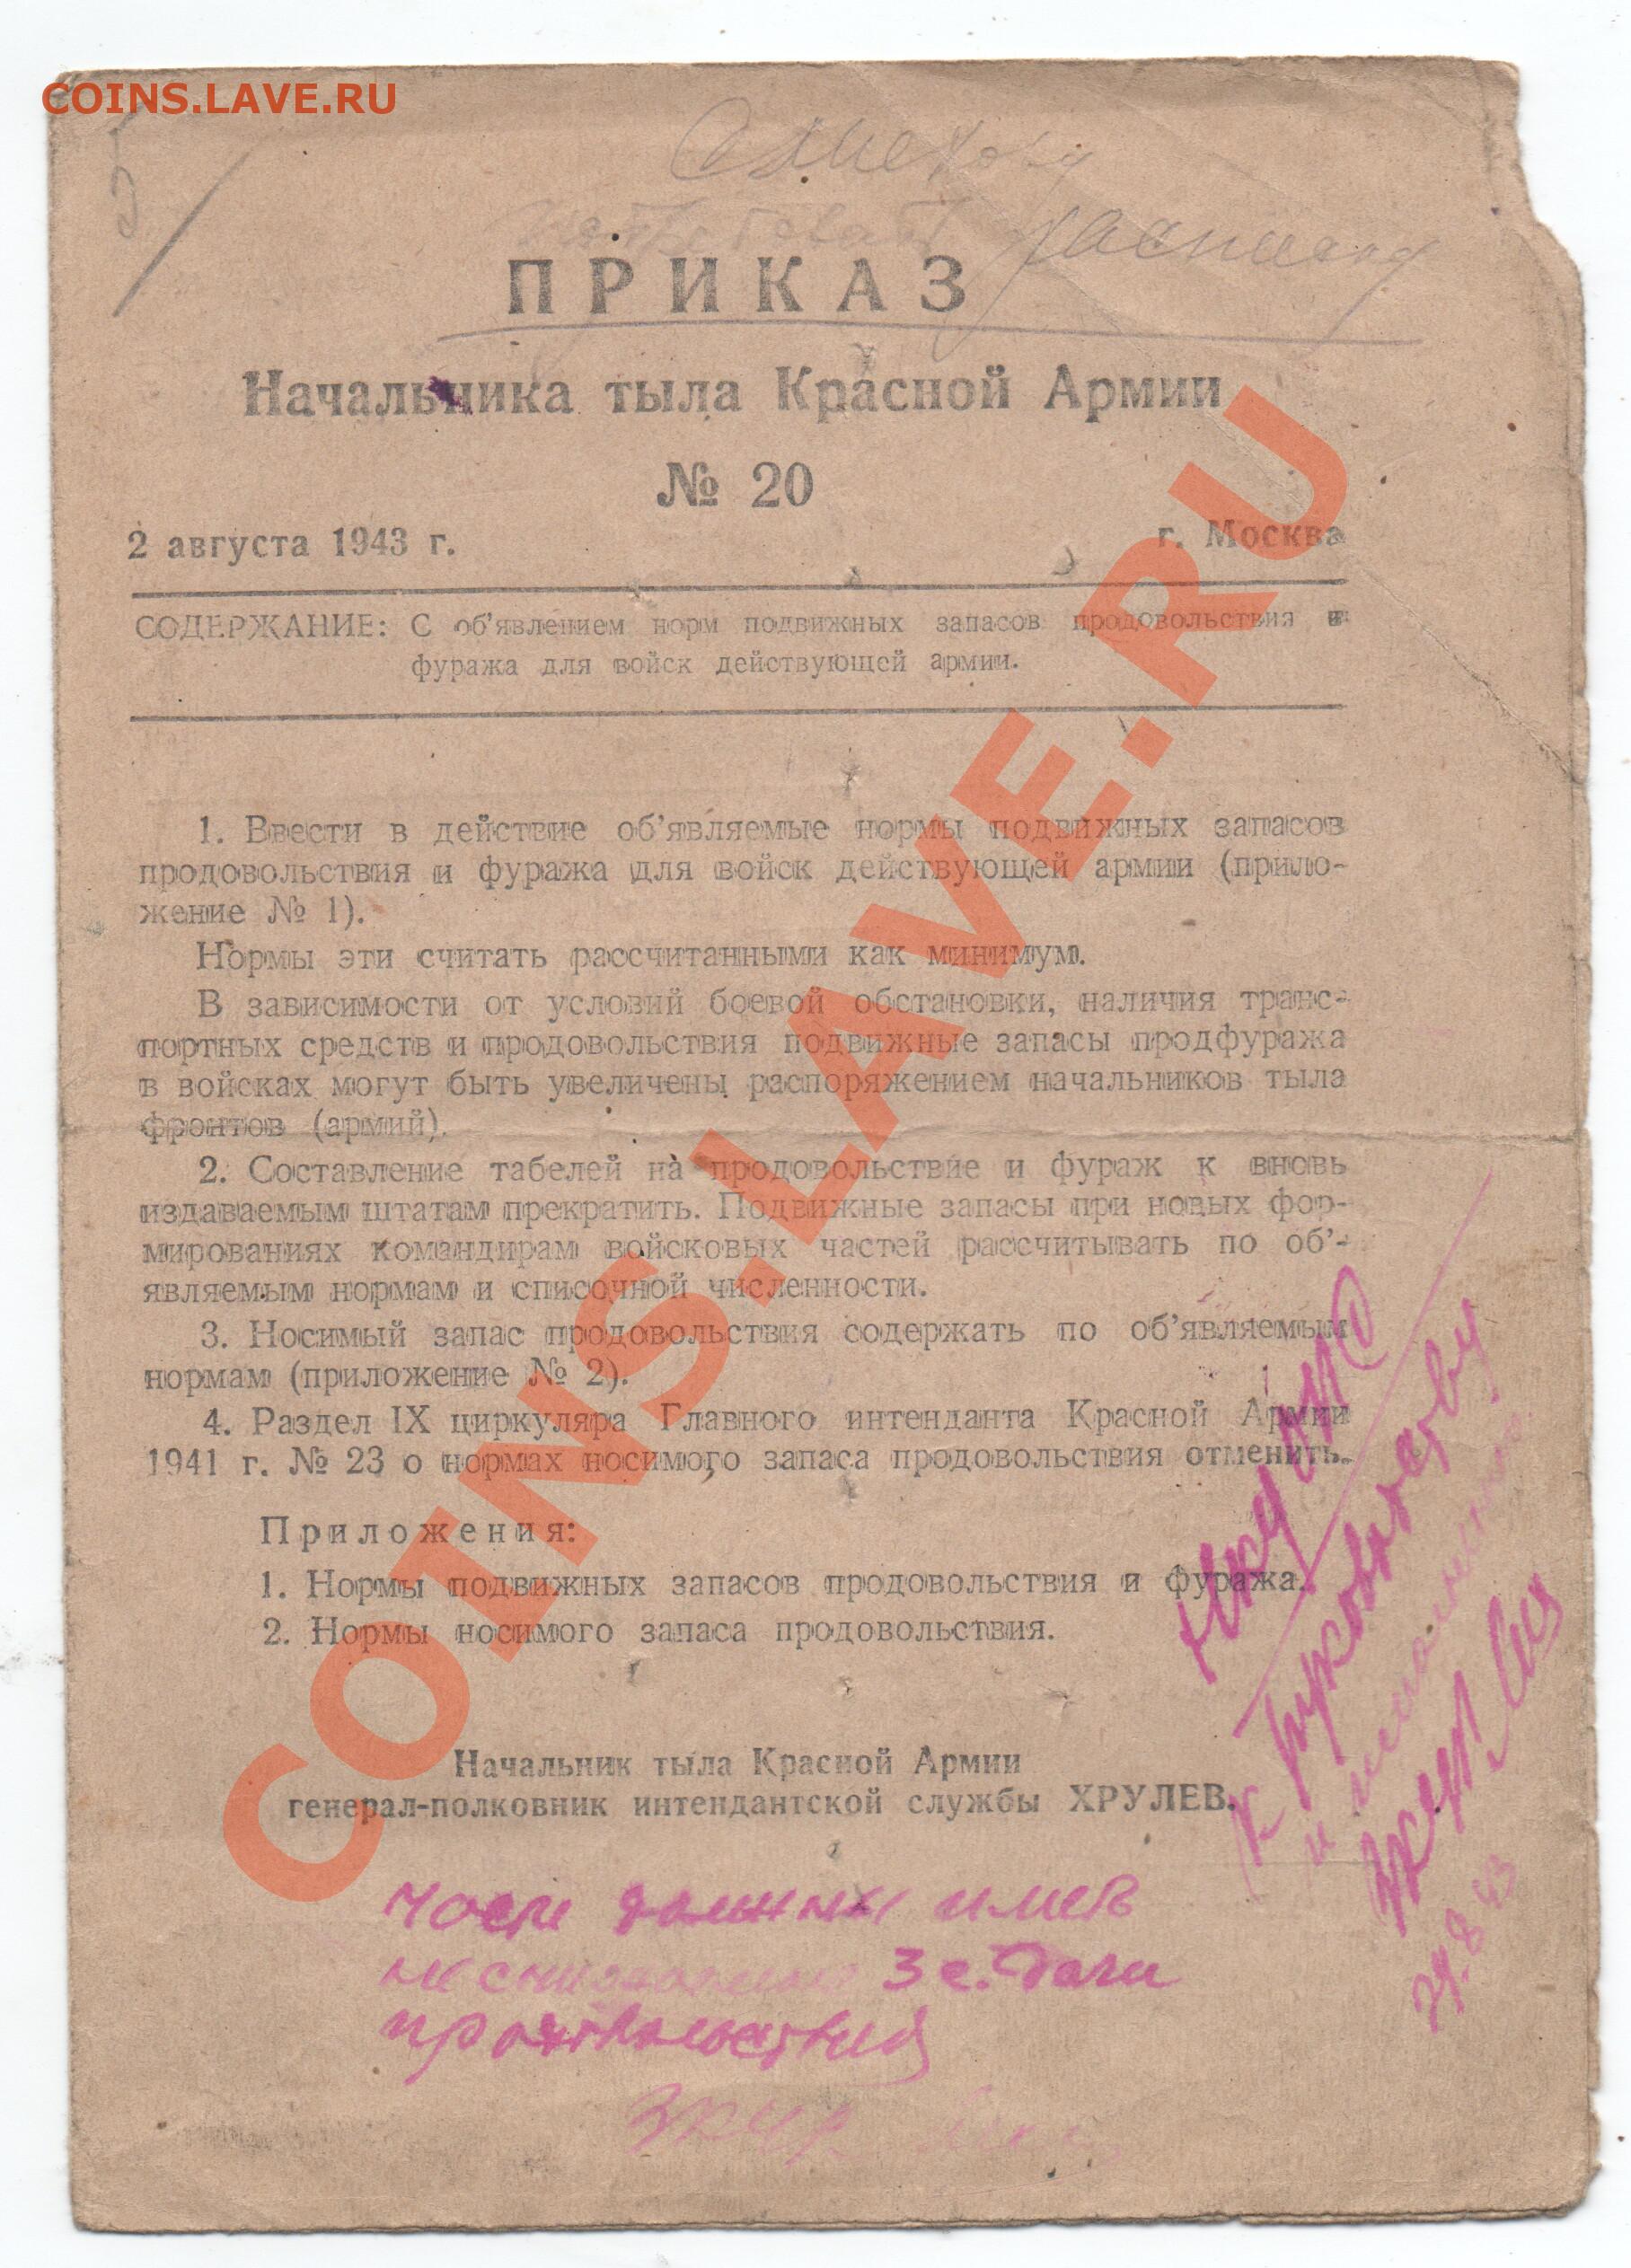 COINS.LAVE.RU
ПРИКАЗ
Начальника тыла Красной Армии
№ 20
2 августа 1943 г. г. Москва
СОДЕРЖАНИЕ: С об'явлением норм подвижных запасов продовольствия и
фуража для войск действующей армии.
1. Ввести в действие об'являемые нормы подвижных запасов
продовольствия и фуража для войск действующей армии (прило-
жение № 1).
Нормы эти считать рассчитанными как минимум.
В зависимости от условий боевой обстановки, наличия транс-
портных средств и продовольствия подвижные запасы продфуража
в войсках могут быть увеличены распоряжением начальников тыла
фронтов (армий).
2. Составление табелей на продовольствие и фураж к вновь
издаваемым штатам прекратить. Подвижные запасы при новых фор-
мированиях командирам войсковых частей рассчитывать по об'-
являемым нормам и списочной численности.
3. Носимый запас продовольствия содержать по об'являемым
нормам (приложение № 2).
4. Раздел IX циркуляра Главного интенданта Красной Армии
1941 г. № 23 о нормах носимого запаса продовольствия отменить.
Приложения:
1. Нормы подвижных запасов продовольствия и фуража.
2. Нормы носимого запаса продовольствия.
Начальник тыла Красной Армии
генерал-полковник интендантской службы ХРУЛЕВ.
к руководству
и исполнению
3 с. дачи
продовольствия
COINS.LAVE.RU